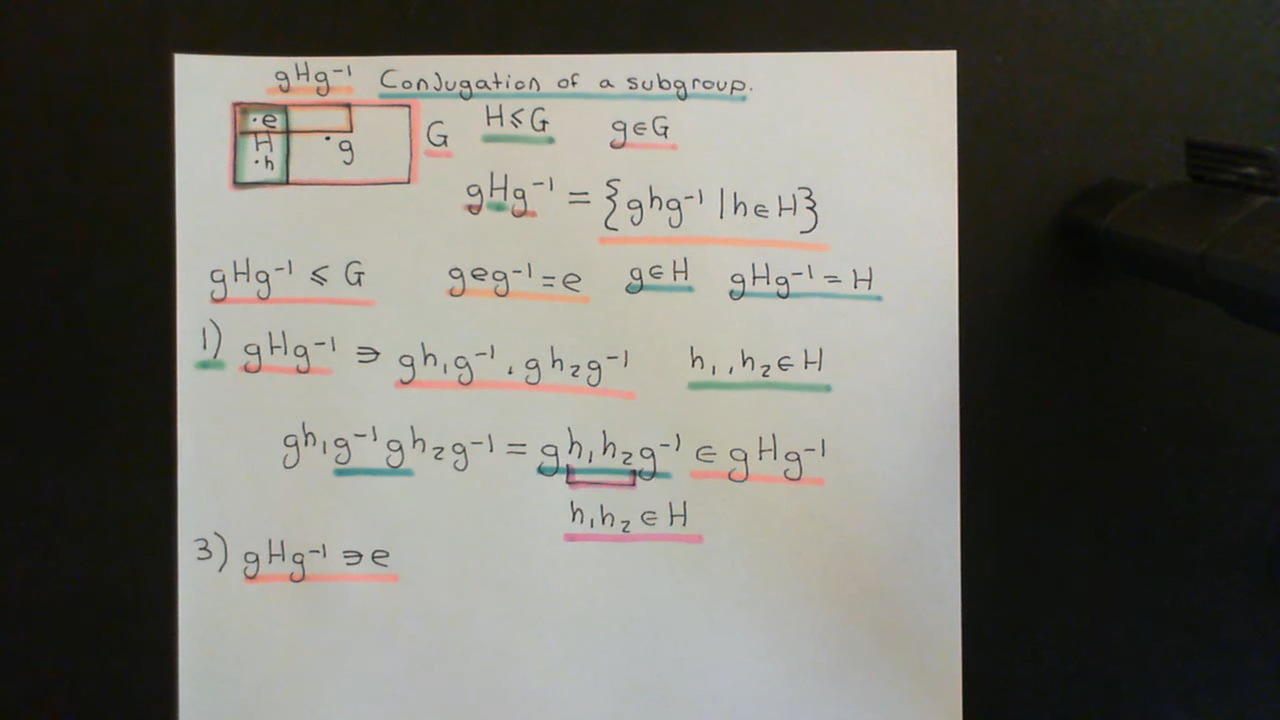 gHg⁻¹ Conjugation of a subgroup.
·e
H
·h
·g
G H⩽G g∈G
gHg⁻¹ = {ghg⁻¹ | h∈H}
gHg⁻¹ ⩽ G geg⁻¹=e g∈H gHg⁻¹=H
1) gHg⁻¹ ∋ gh₁g⁻¹ . gh₂g⁻¹ h₁,h₂∈H
gh₁g⁻¹gh₂g⁻¹ = gh₁h₂g⁻¹ ∈ gHg⁻¹
h₁h₂∈H
3) gHg⁻¹ ∋e